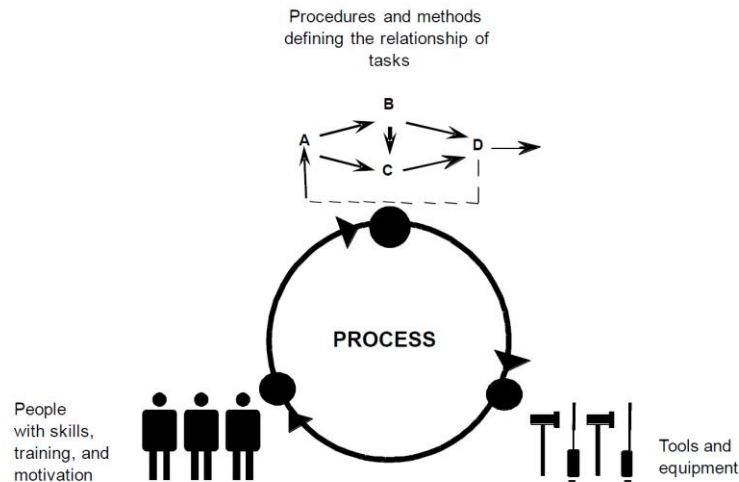 Procedures and methods
defining the relationship of
tasks
B
A
D
C
PROCESS
People
with skills,
training, and
motivation
Tools and
equipment